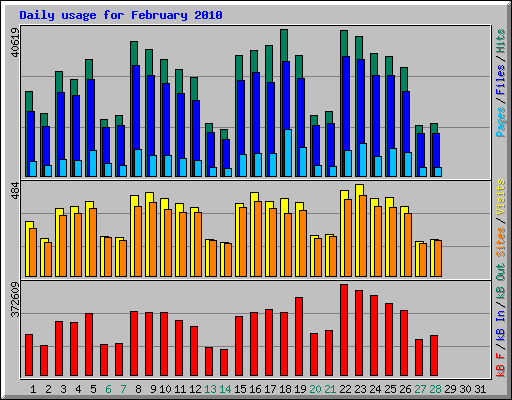 Daily usage for February 2010
40619
484
372609
Pages / Files / Hits
Sites / Visits
kB F / kB In / kB Out
1 2 3 4 5 6 7 8 9 10 11 12 13 14 15 16 17 18 19 20 21 22 23 24 25 26 27 28 29 30 31